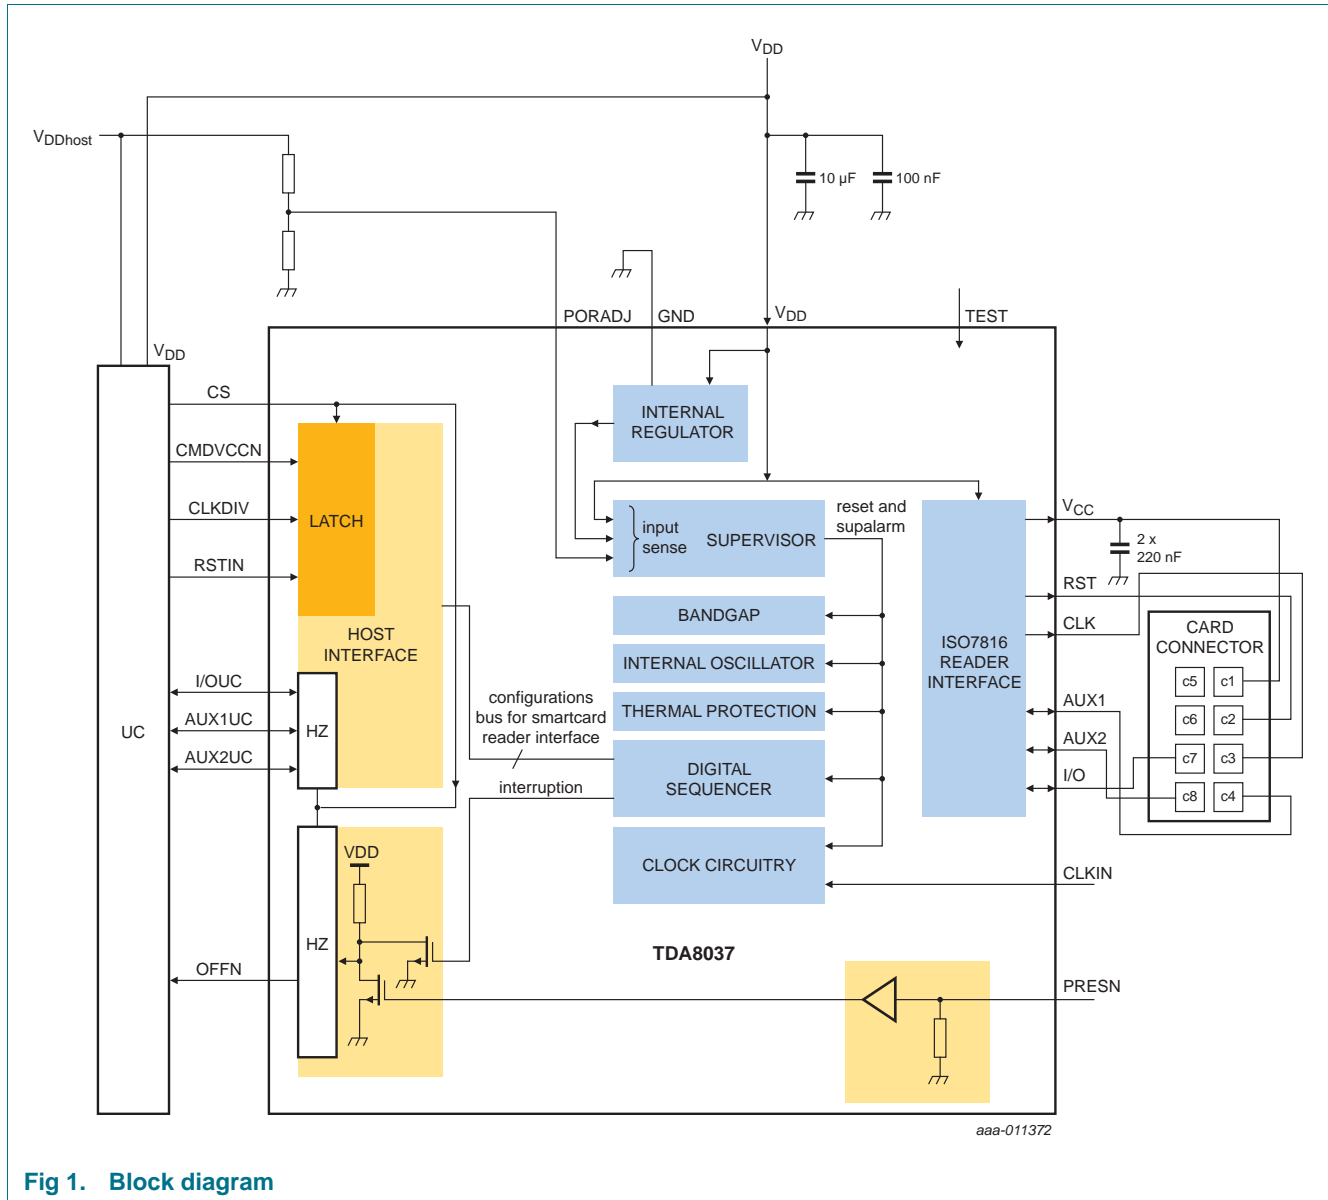 VDD
VDDhost
10 µF
100 nF
PORADJ
GND
VDD
TEST
VDD
CS
CMDVCCN
CLKDIV
RSTIN
I/OUC
AUX1UC
AUX2UC
UC
OFFN
LATCH
HOST
INTERFACE
HZ
VDD
HZ
INTERNAL
REGULATOR
input
sense
SUPERVISOR
reset and
supalarm
BANDGAP
INTERNAL OSCILLATOR
THERMAL PROTECTION
configurations
bus for smartcard
reader interface
DIGITAL
SEQUENCER
interruption
CLOCK CIRCUITRY
TDA8037
ISO7816
READER
INTERFACE
VCC
2 x
220 nF
RST
CLK
AUX1
AUX2
I/O
CARD
CONNECTOR
c5 c1
c6 c2
c7 c3
c8 c4
CLKIN
PRESN
aaa-011372
Fig 1. Block diagram